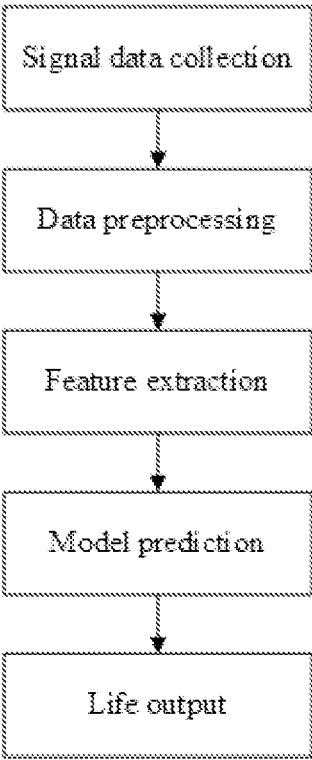 Signal data collection
Data preprocessing
Feature extraction
Model prediction
Life output